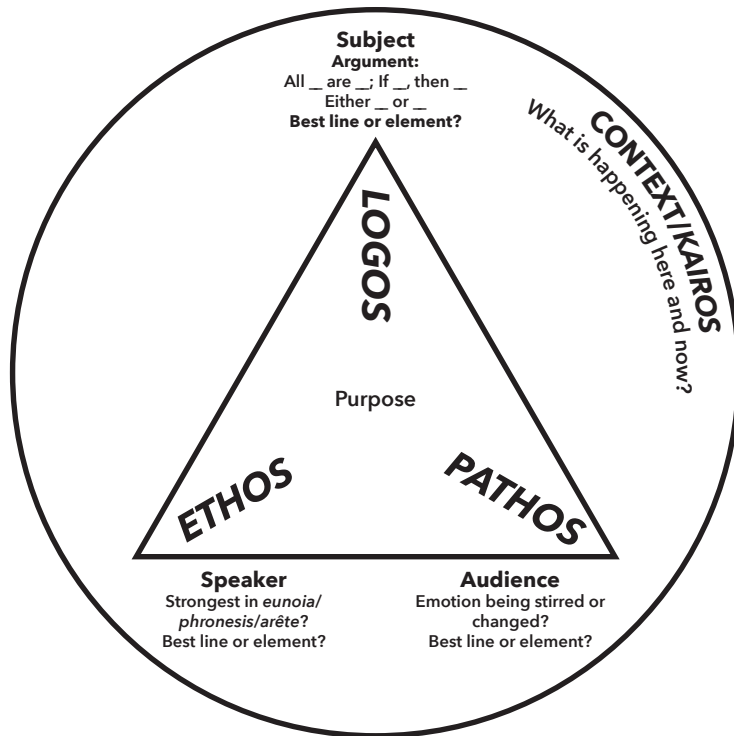 Subject
Argument:
All __ are __; If __, then __
Either __ or __
Best line or element?
CONTEXT/KAIROS
What is happening here and now?
LOGOS
Purpose
ETHOS
PATHOS
Speaker
Strongest in eunoia/
phronesis/arête?
Best line or element?
Audience
Emotion being stirred or
changed?
Best line or element?